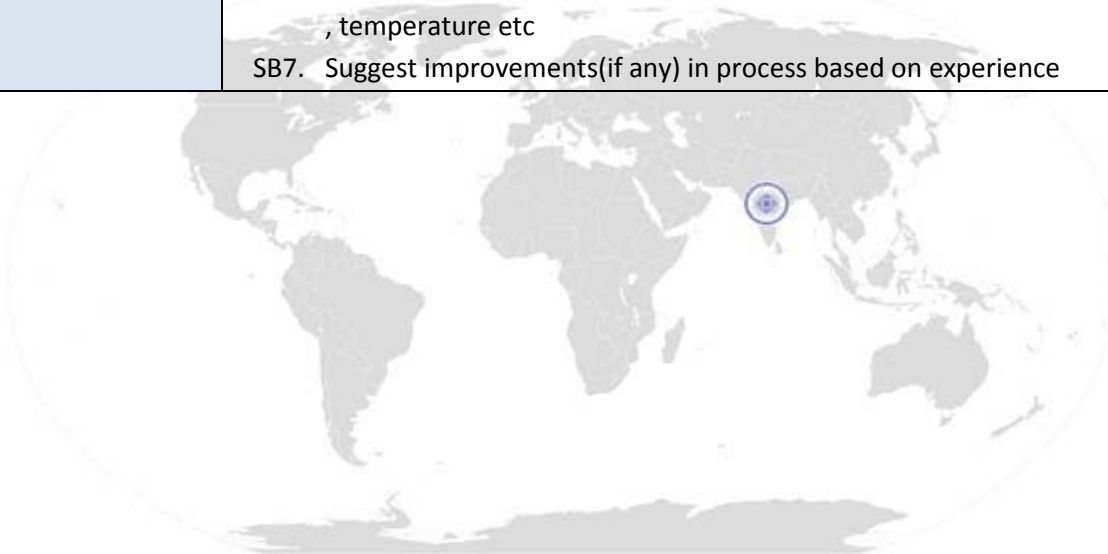 , temperature etc
SB7. Suggest improvements(if any) in process based on experience